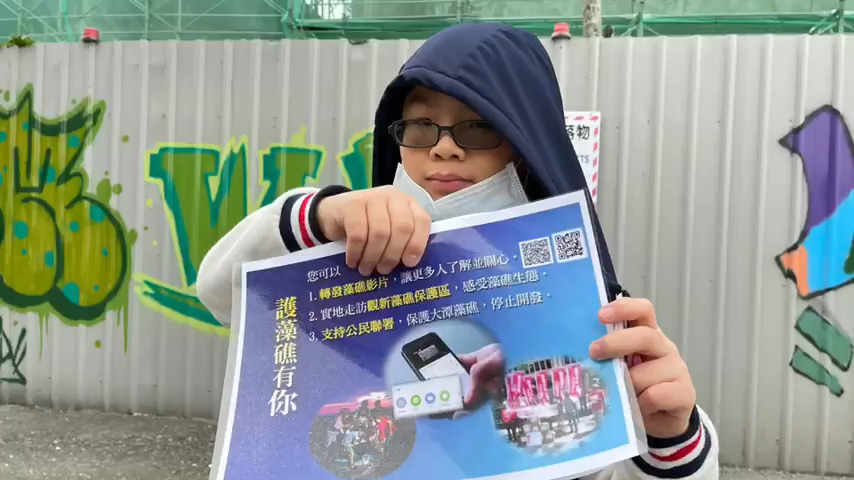 您可以
1. 轉發藻礁影片，讓更多人了解並關心。
2. 實地走訪觀新藻礁保護區，感受藻礁生態。
3. 支持公民聯署，保護大潭藻礁，停止開發。
護藻礁有你
落物